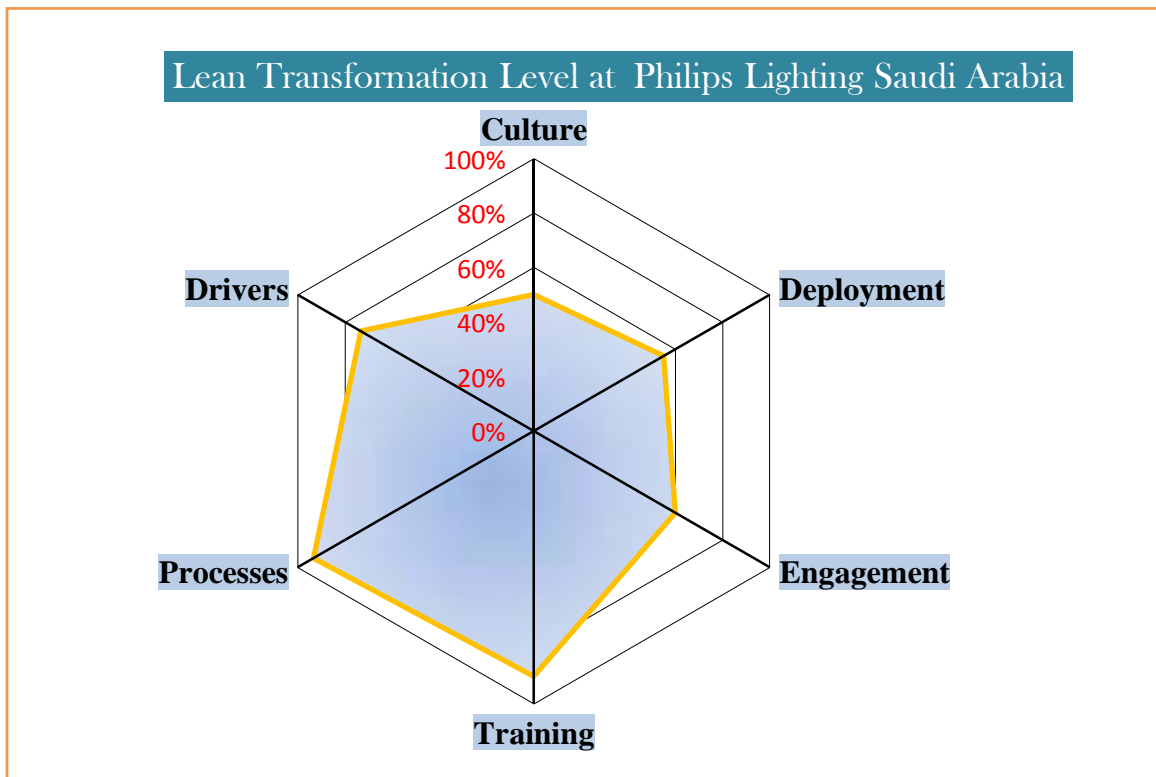 Lean Transformation Level at  Philips Lighting Saudi Arabia
Culture
100%
80%
60%
40%
20%
0%
Drivers
Deployment
Processes
Engagement
Training